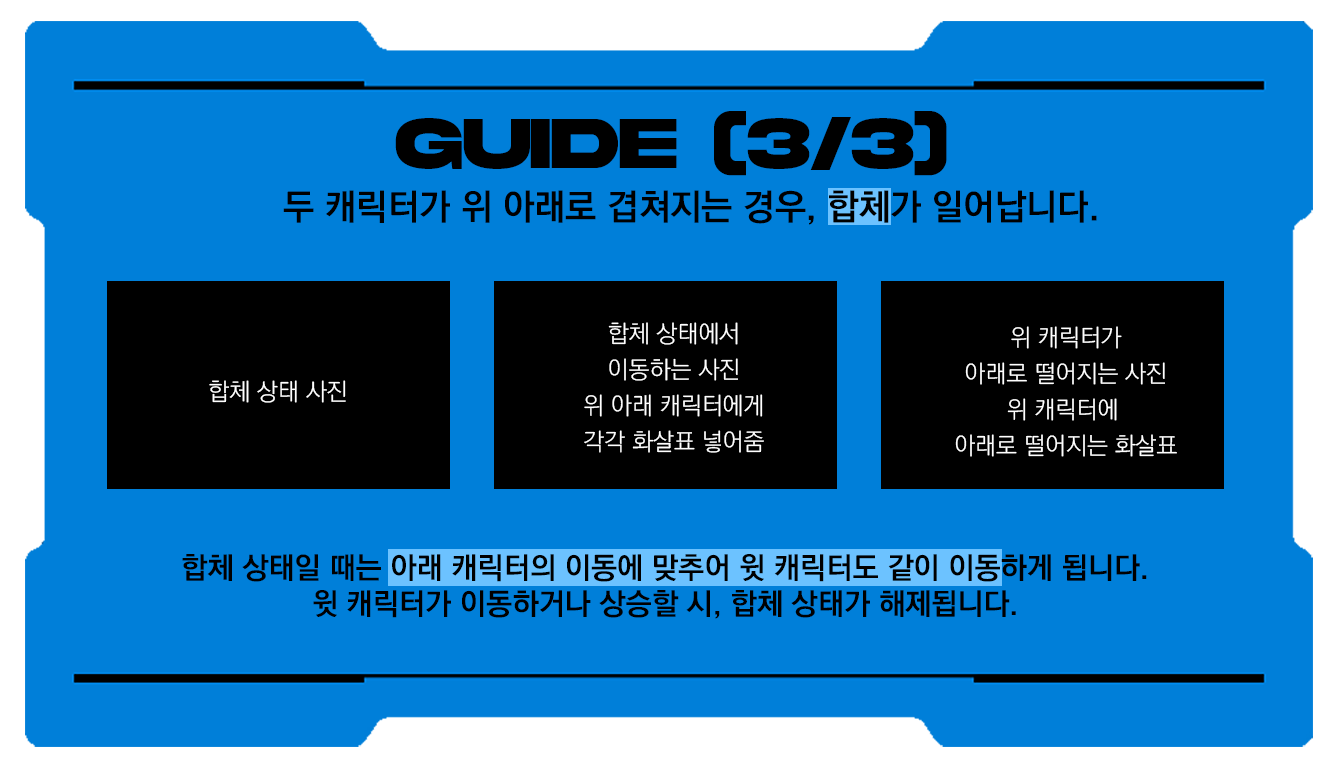 GUIDE (3/3)
두 캐릭터가 위 아래로 겹쳐지는 경우, 합체가 일어납니다.
합체 상태 사진
합체 상태에서
이동하는 사진
위 아래 캐릭터에게
각각 화살표 넣어줌
위 캐릭터가
아래로 떨어지는 사진
위 캐릭터에
아래로 떨어지는 화살표
합체 상태일 때는 아래 캐릭터의 이동에 맞추어 윗 캐릭터도 같이 이동하게 됩니다.
윗 캐릭터가 이동하거나 상승할 시, 합체 상태가 해제됩니다.